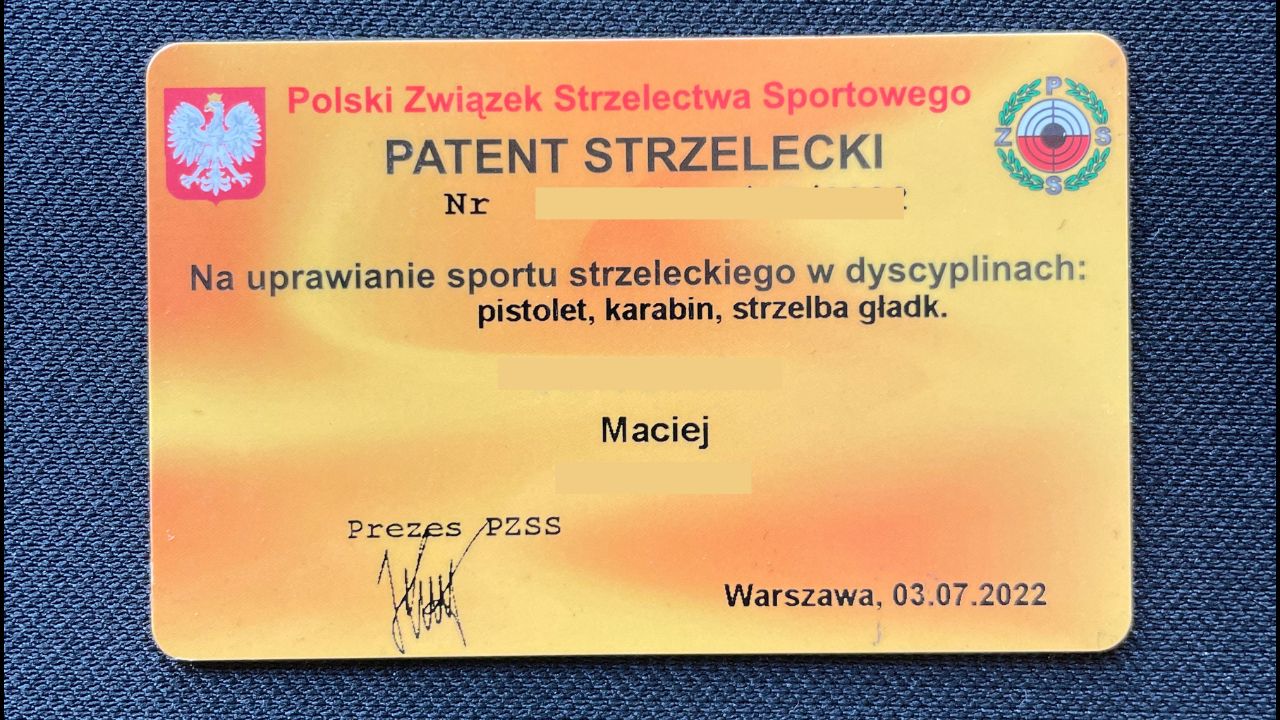 Polski Związek Strzelectwa Sportowego
PATENT STRZELECKI
Nr
P
Z S
S
Na uprawianie sportu strzeleckiego w dyscyplinach:
pistolet, karabin, strzelba gładk.
Maciej
Prezes PZSS
Warszawa, 03.07.2022